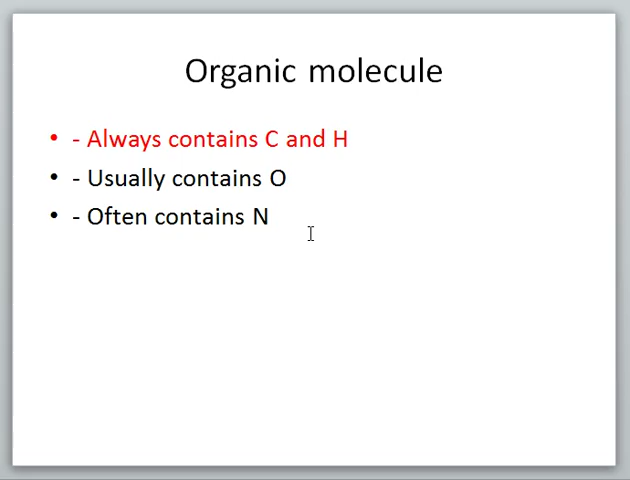 Organic molecule
• - Always contains C and H
• - Usually contains O
• - Often contains N